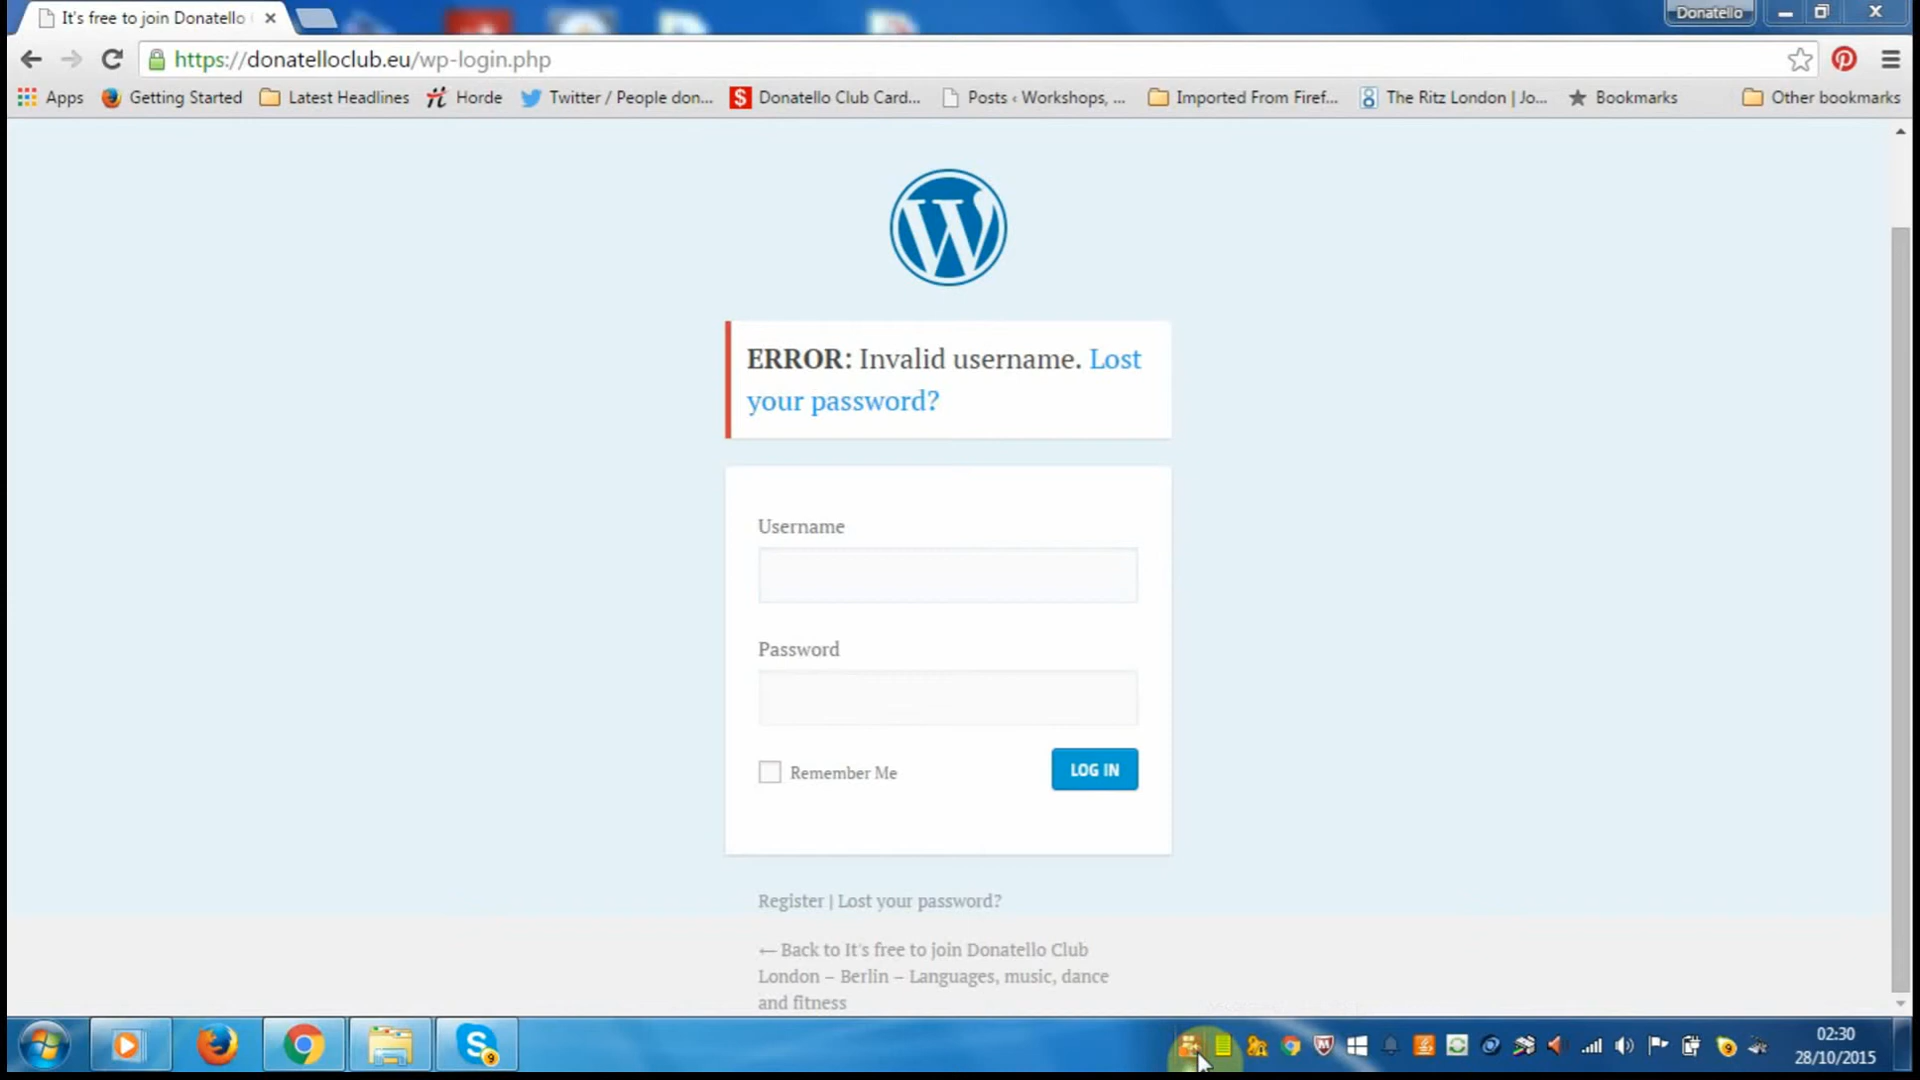 It's free to join Donatello
Donatello
https://donatelloclub.eu/wp-login.php
Apps Getting Started Latest Headlines Horde Twitter / People don... Donatello Club Card... Posts ‹ Workshops, ... Imported From Firef... The Ritz London | Jo... Bookmarks Other bookmarks
ERROR: Invalid username. Lost
your password?
Username
Password
Remember Me
LOG IN
Register | Lost your password?
← Back to It's free to join Donatello Club
London – Berlin – Languages, music, dance
and fitness
02:30
28/10/2015